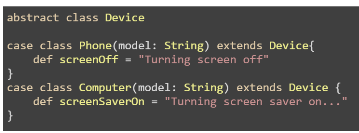 abstract class Device
case class Phone(model: String) extends Device{
def screenOff = "Turning screen off"
}
case class Computer(model: String) extends Device {
def screenSaverOn = "Turning screen saver on..."
}